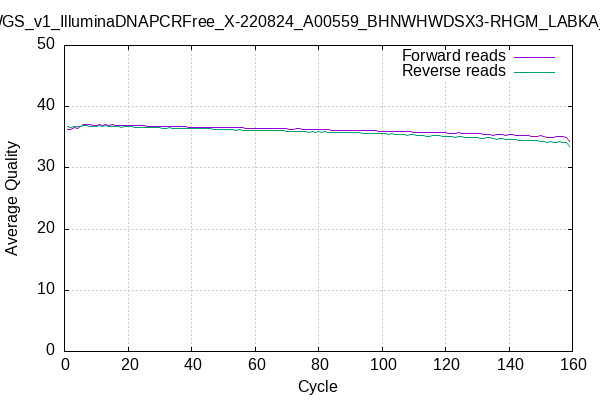 WGS_v1_IlluminaDNAPCRFree_X-220824_A00559_BHNWHWDSX3-RHGM_LABKA_
Forward reads
Reverse reads
50
40
30
20
10
0
Average Quality
0 20 40 60 80 100 120 140 160
Cycle